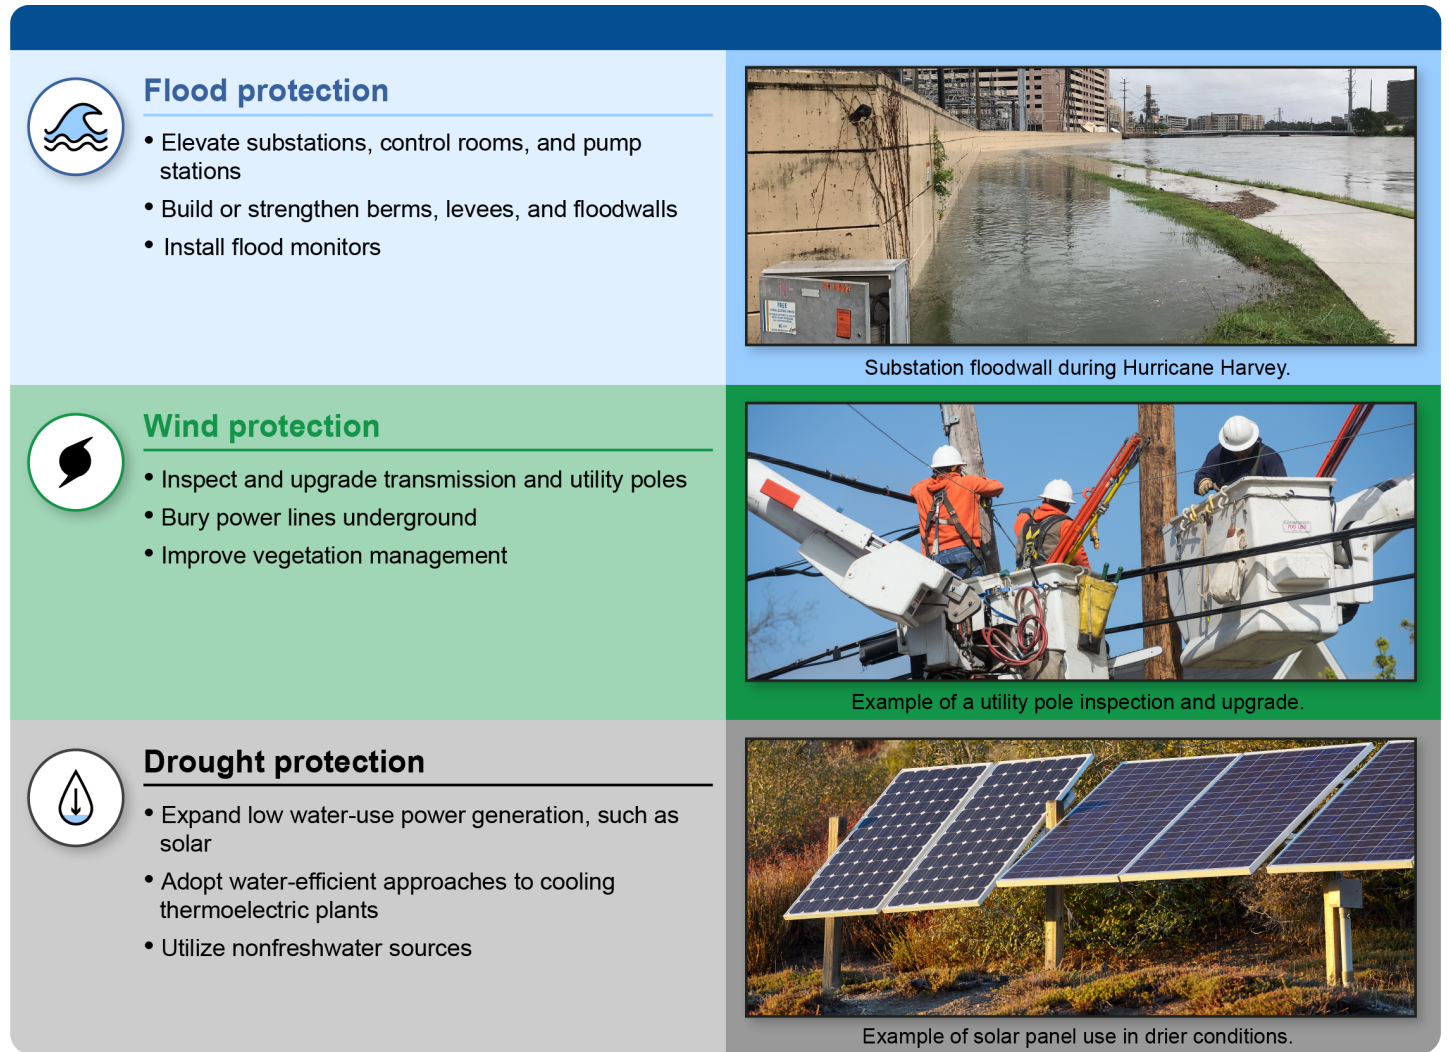 Flood protection
• Elevate substations, control rooms, and pump
stations
• Build or strengthen berms, levees, and floodwalls
• Install flood monitors
Substation floodwall during Hurricane Harvey.
Wind protection
• Inspect and upgrade transmission and utility poles
• Bury power lines underground
• Improve vegetation management
Example of a utility pole inspection and upgrade.
Drought protection
• Expand low water-use power generation, such as
solar
• Adopt water-efficient approaches to cooling
thermoelectric plants
• Utilize nonfreshwater sources
Example of solar panel use in drier conditions.